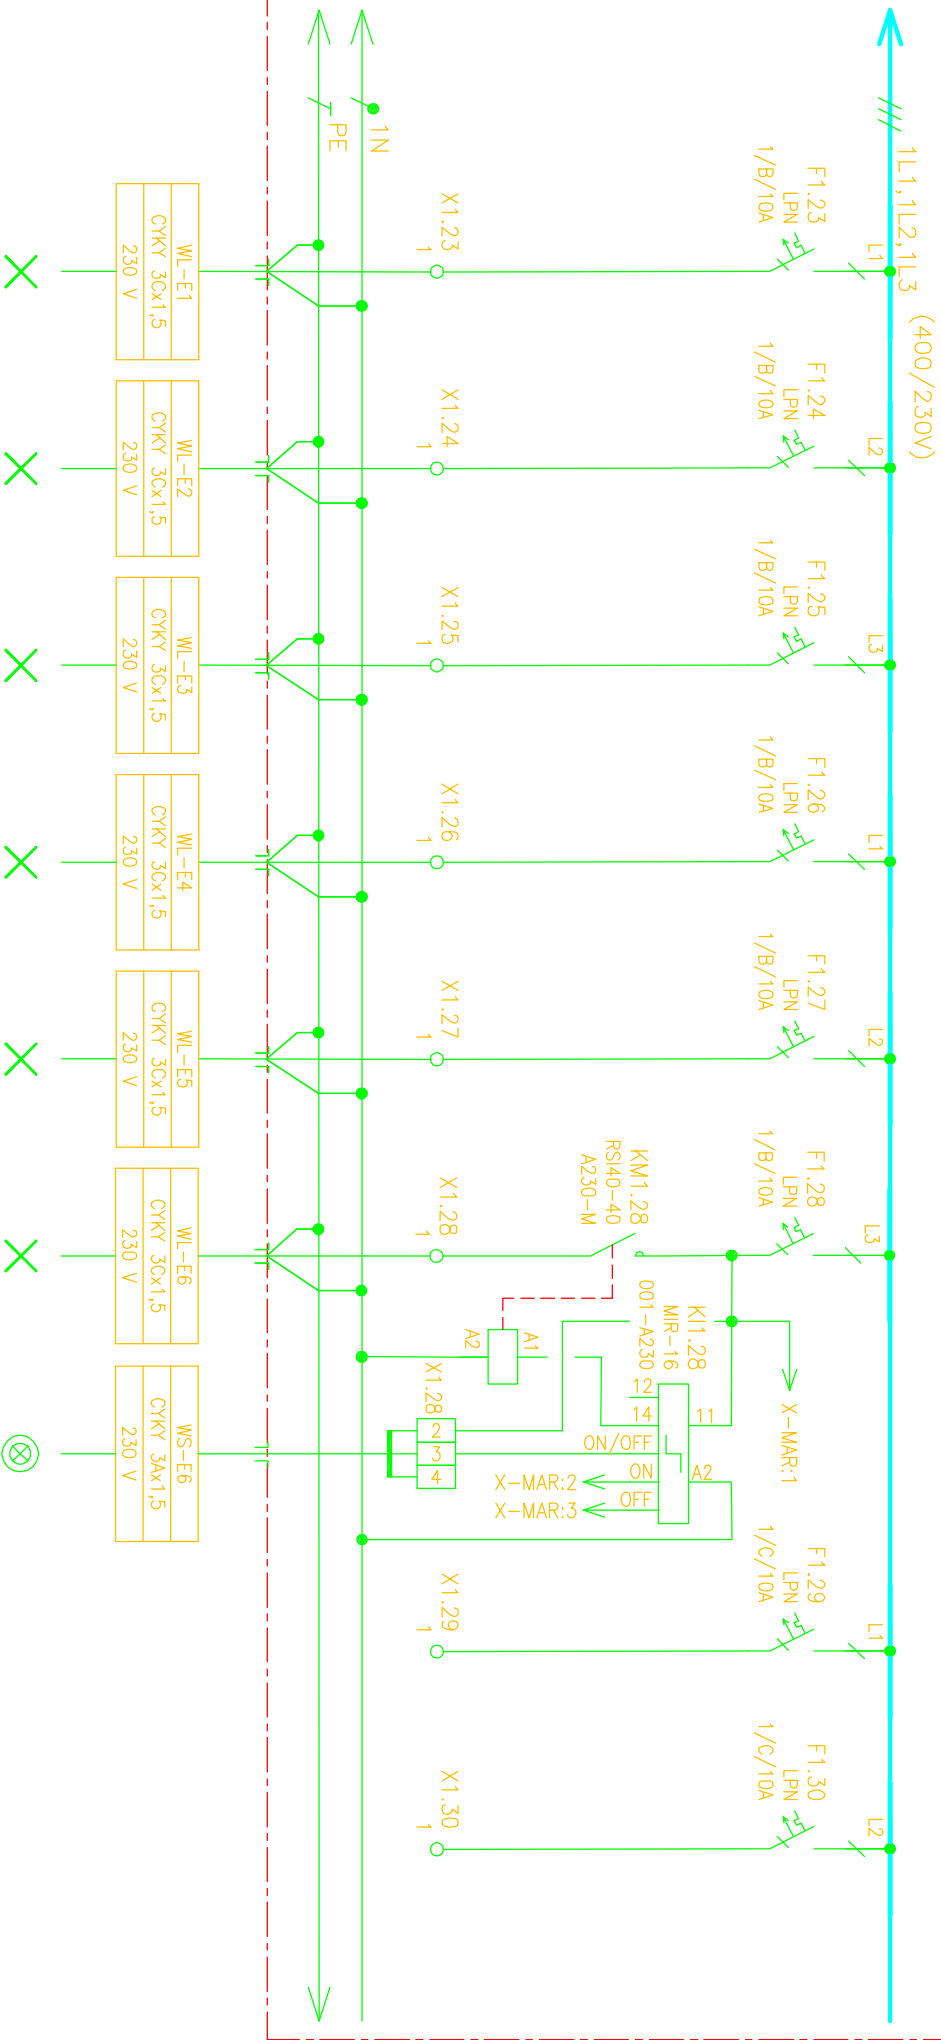 1L1,1L2,1L3
(400/230V)
1N
PE
F1.23
LPN
1/B/10A
L1
X1.23
1
WL-E1
CYKY 3Cx1,5
230 V
F1.24
LPN
1/B/10A
L2
X1.24
1
WL-E2
CYKY 3Cx1,5
230 V
F1.25
LPN
1/B/10A
L3
X1.25
1
WL-E3
CYKY 3Cx1,5
230 V
F1.26
LPN
1/B/10A
L1
X1.26
1
WL-E4
CYKY 3Cx1,5
230 V
F1.27
LPN
1/B/10A
L2
X1.27
1
WL-E5
CYKY 3Cx1,5
230 V
F1.28
LPN
1/B/10A
L3
KM1.28
RSI40-40
A230-M
X1.28
1
WL-E6
CYKY 3Cx1,5
230 V
KI1.28
MIR-16
001-A230
X-MAR:1
A1
A2
12
14
11
ON/OFF
ON
OFF
A2
X-MAR:2
X-MAR:3
X1.28
2
3
4
WS-E6
CYKY 3Ax1,5
230 V
F1.29
LPN
1/C/10A
L1
X1.29
1
F1.30
LPN
1/C/10A
L2
X1.30
1